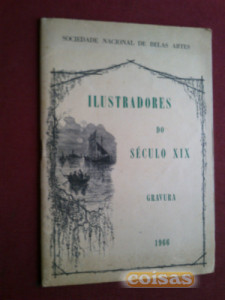 SOCIEDADE NACIONAL DE BELAS ARTES
ILUSTRADORES
DO
SÉCULO XIX
GRAVURA
1966
coisas